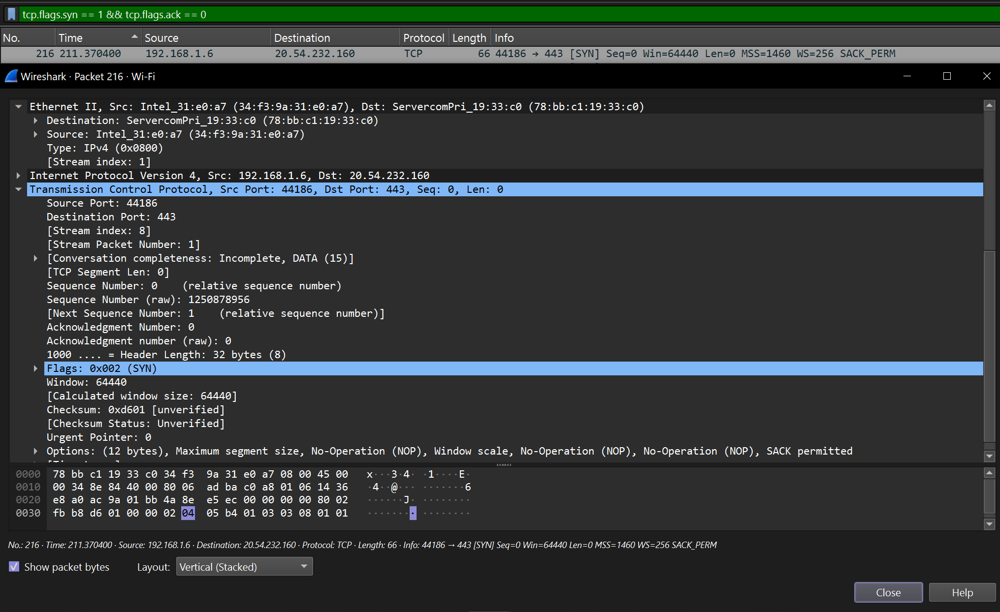 tcp.flags.syn == 1 && tcp.flags.ack == 0
No. Time Source Destination Protocol Length Info
216 211.370400 192.168.1.6 20.54.232.160 TCP 66 44186 → 443 [SYN] Seq=0 Win=64440 Len=0 MSS=1460 WS=256 SACK_PERM
Wireshark · Packet 216 · Wi-Fi
Ethernet II, Src: Intel_31:e0:a7 (34:f3:9a:31:e0:a7), Dst: ServercomPri_19:33:c0 (78:bb:c1:19:33:c0)
Destination: ServercomPri_19:33:c0 (78:bb:c1:19:33:c0)
Source: Intel_31:e0:a7 (34:f3:9a:31:e0:a7)
Type: IPv4 (0x0800)
[Stream index: 1]
Internet Protocol Version 4, Src: 192.168.1.6, Dst: 20.54.232.160
Transmission Control Protocol, Src Port: 44186, Dst Port: 443, Seq: 0, Len: 0
Source Port: 44186
Destination Port: 443
[Stream index: 8]
[Stream Packet Number: 1]
[Conversation completeness: Incomplete, DATA (15)]
[TCP Segment Len: 0]
Sequence Number: 0    (relative sequence number)
Sequence Number (raw): 1250878956
[Next Sequence Number: 1    (relative sequence number)]
Acknowledgment Number: 0
Acknowledgment number (raw): 0
1000 .... = Header Length: 32 bytes (8)
Flags: 0x002 (SYN)
Window: 64440
[Calculated window size: 64440]
Checksum: 0xd601 [unverified]
[Checksum Status: Unverified]
Urgent Pointer: 0
Options: (12 bytes), Maximum segment size, No-Operation (NOP), Window scale, No-Operation (NOP), No-Operation (NOP), SACK permitted
0000 78 bb c1 19 33 c0 34 f3 9a 31 e0 a7 08 00 45 00 x···3·4· ·1····E·
0010 00 34 8e 84 40 00 80 06 ad ba c0 a8 01 06 14 36 ·4··@··· ·······6
0020 e8 a0 ac 9a 01 bb 4a 8e e5 ec 00 00 00 00 80 02 ······J· ········
0030 fb b8 d6 01 00 00 02 04 05 b4 01 03 03 08 01 01 ········ ········
No.: 216 · Time: 211.370400 · Source: 192.168.1.6 · Destination: 20.54.232.160 · Protocol: TCP · Length: 66 · Info: 44186 → 443 [SYN] Seq=0 Win=64440 Len=0 MSS=1460 WS=256 SACK_PERM
Show packet bytes Layout: Vertical (Stacked)
Close Help